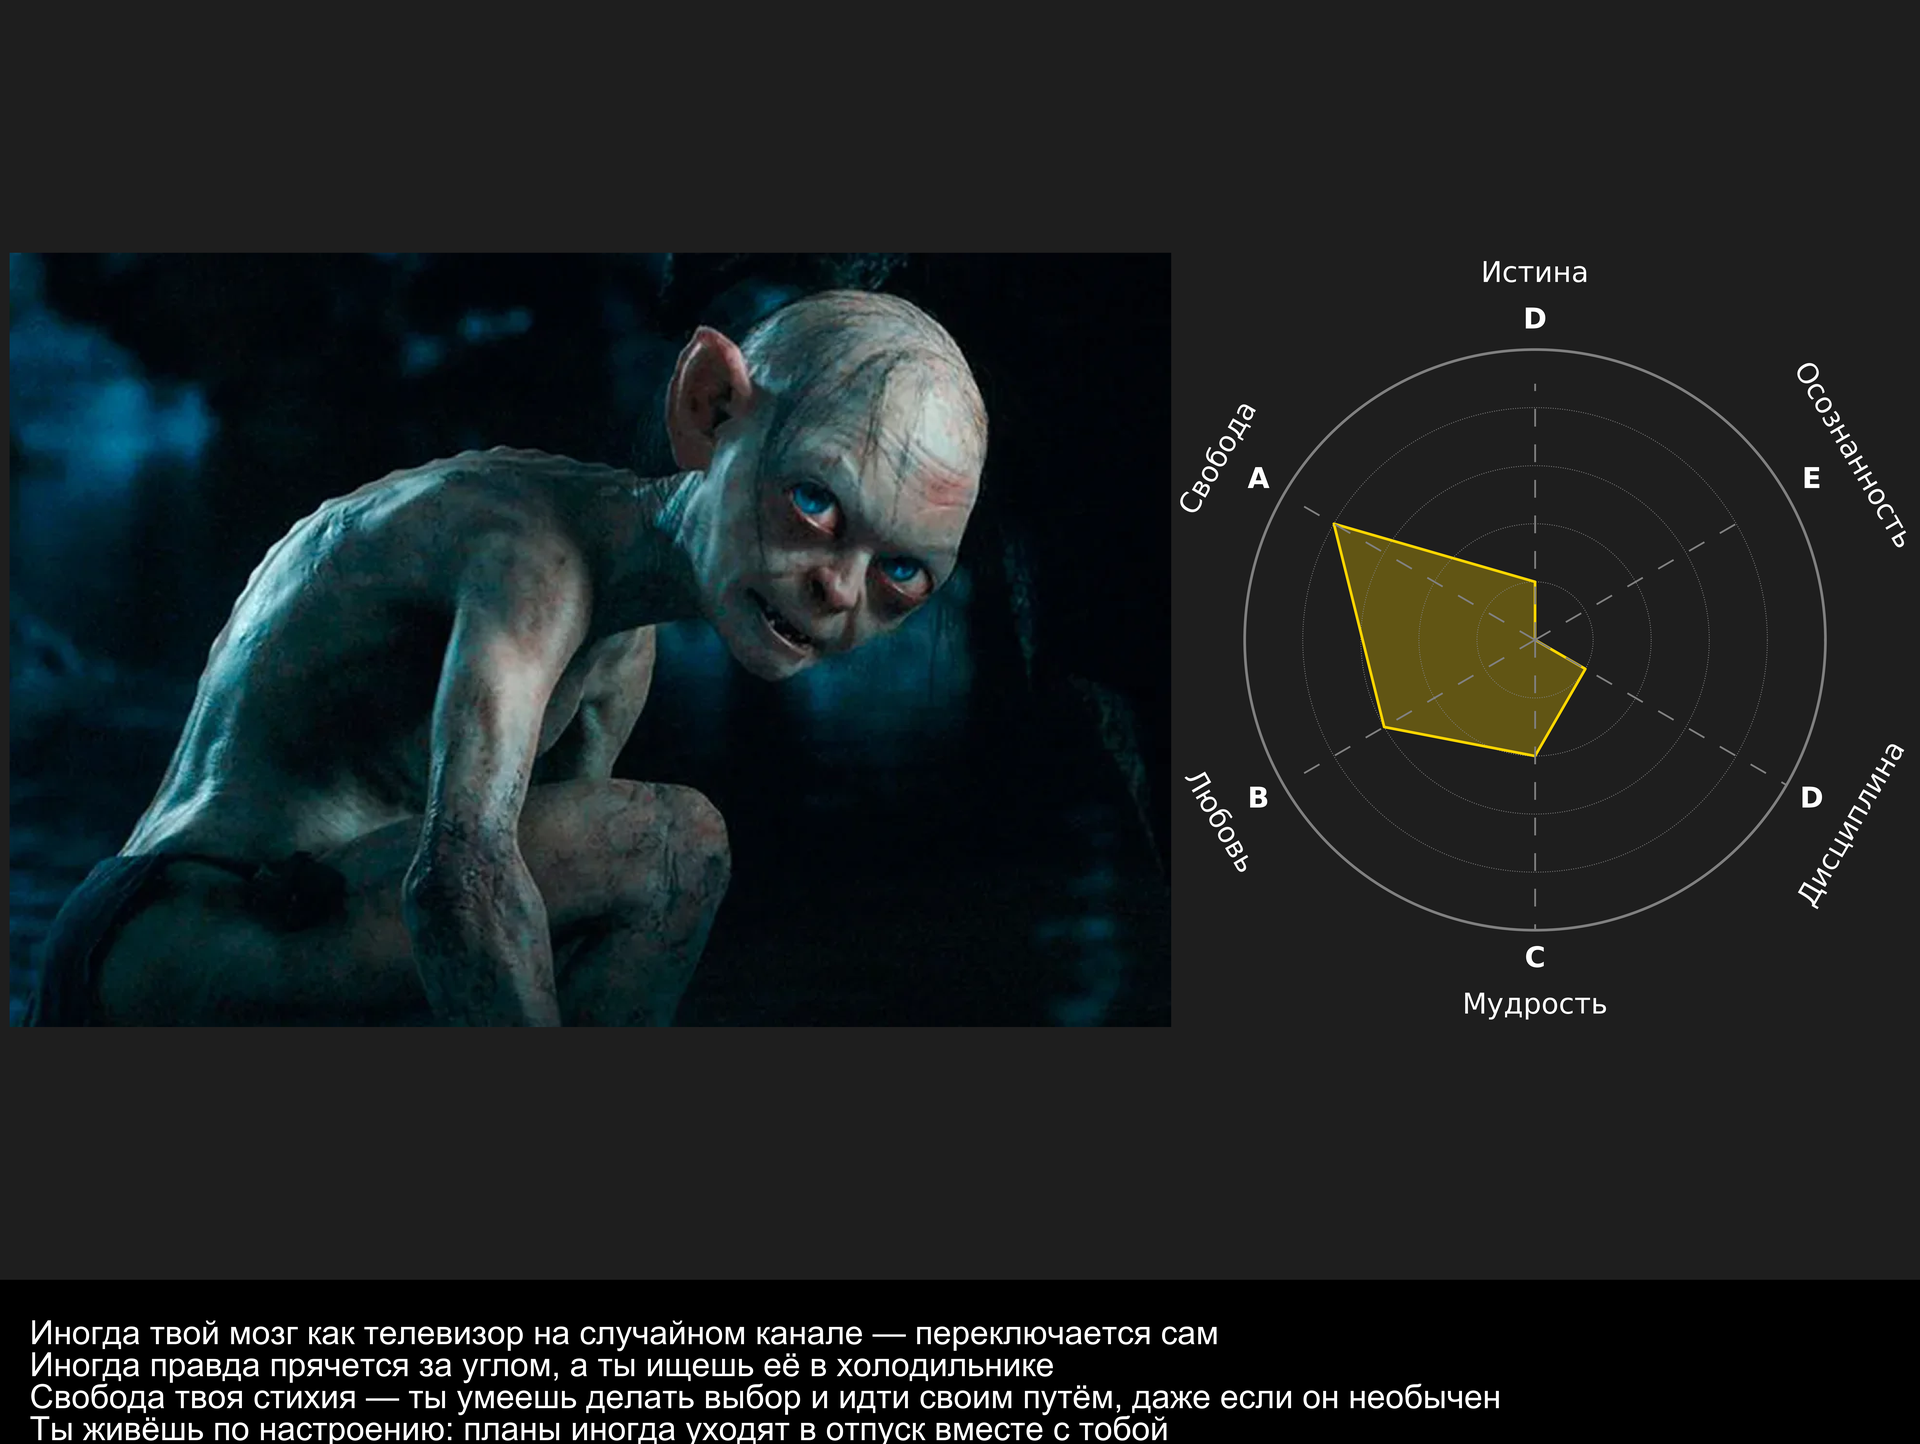 Истина
D
Осознанность
E
Свобода
A
Любовь
B
D
Дисциплина
C
Мудрость
Иногда твой мозг как телевизор на случайном канале — переключается сам
Иногда правда прячется за углом, а ты ищешь её в холодильнике
Свобода твоя стихия — ты умеешь делать выбор и идти своим путём, даже если он необычен
Ты живёшь по настроению: планы иногда уходят в отпуск вместе с тобой